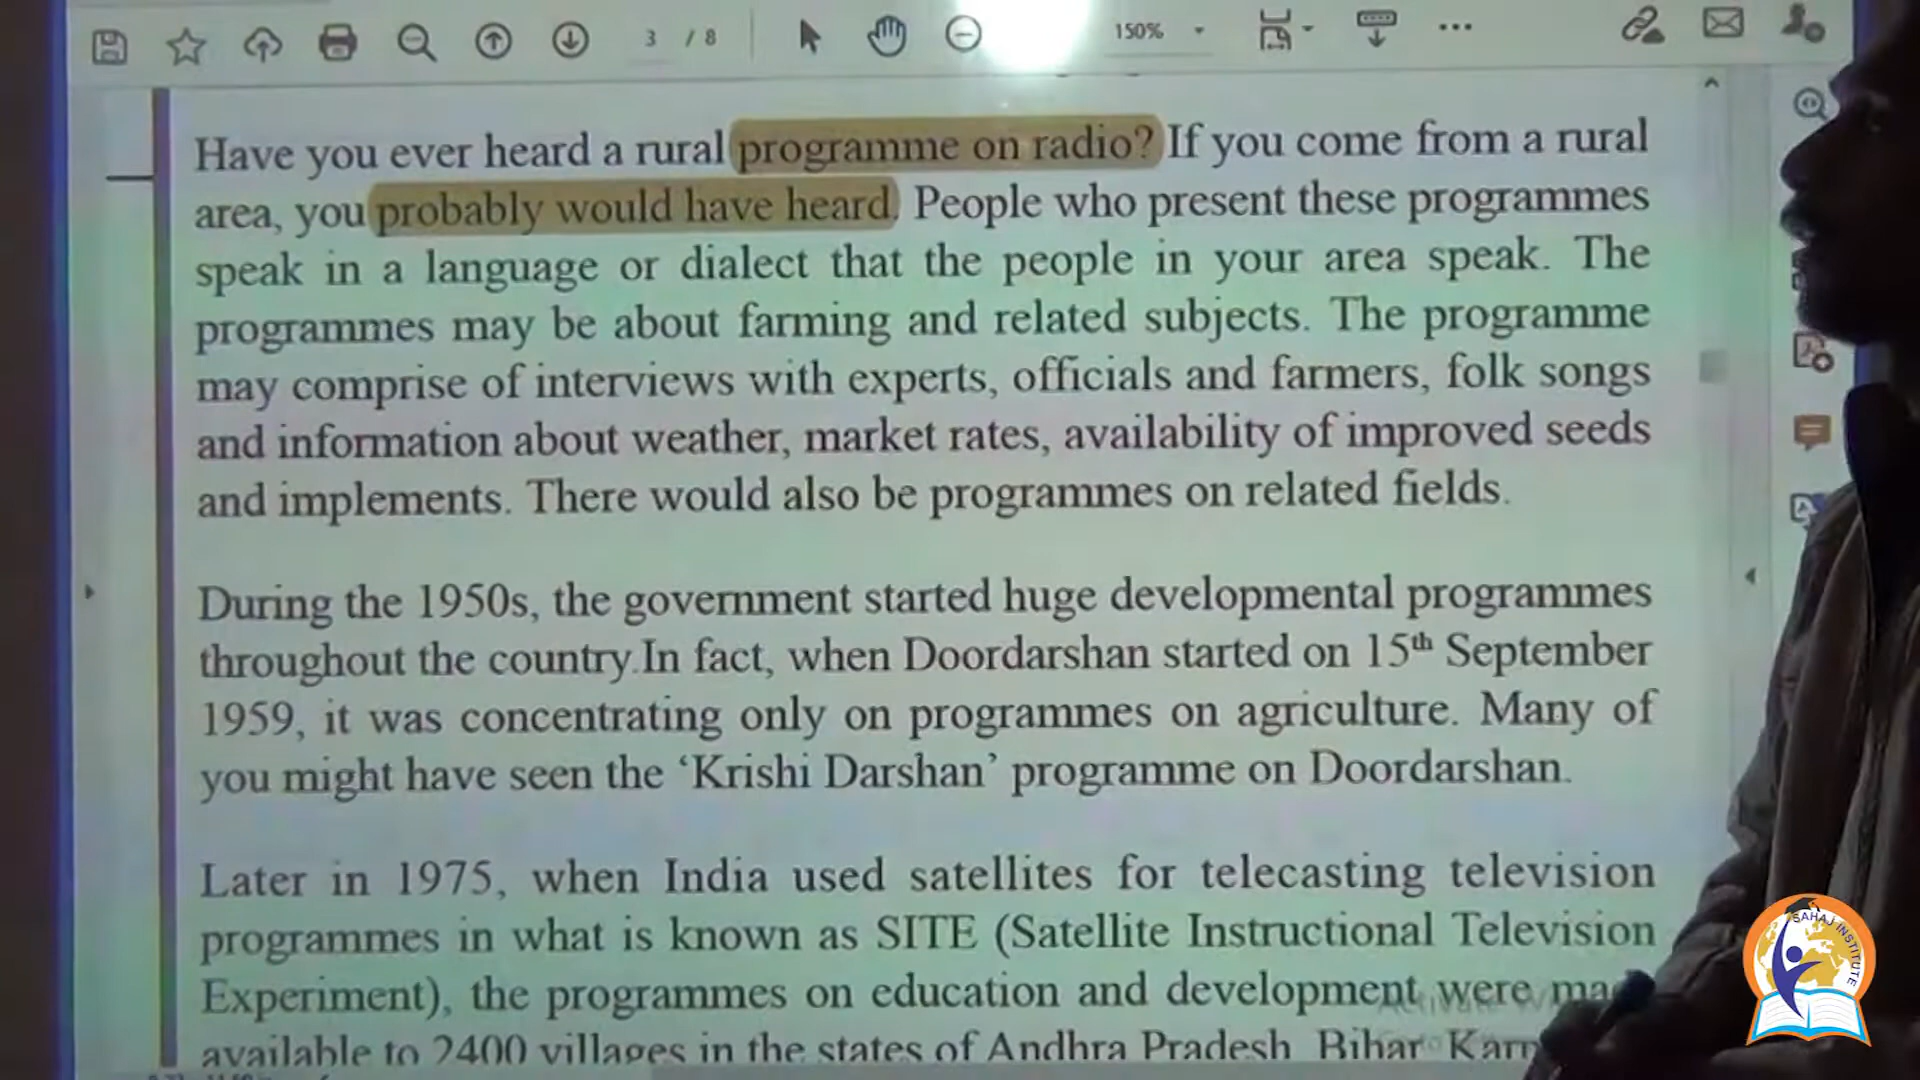 3 / 8
150%
Have you ever heard a rural programme on radio? If you come from a rural
area, you probably would have heard. People who present these programmes
speak in a language or dialect that the people in your area speak. The
programmes may be about farming and related subjects. The programme
may comprise of interviews with experts, officials and farmers, folk songs
and information about weather, market rates, availability of improved seeds
and implements. There would also be programmes on related fields.
During the 1950s, the government started huge developmental programmes
throughout the country.In fact, when Doordarshan started on 15th September
1959, it was concentrating only on programmes on agriculture. Many of
you might have seen the ‘Krishi Darshan’ programme on Doordarshan.
Later in 1975, when India used satellites for telecasting television
programmes in what is known as SITE (Satellite Instructional Television
Experiment), the programmes on education and development were
available to 2400 villages in the states of Andhra Pradesh Bihar
SAHAJ INSTITUTE